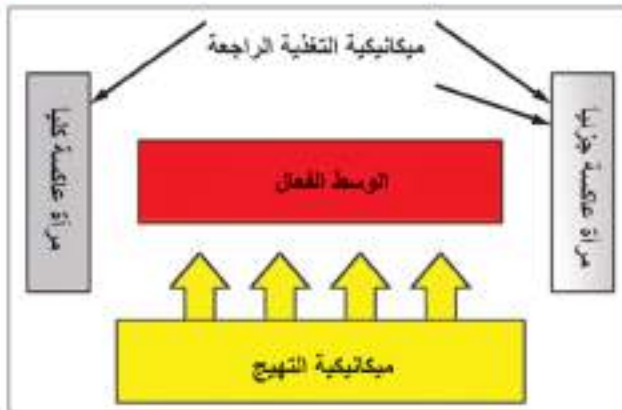 ميكانيكية التغذية الراجعة
مرآة عاكسة جزئيا
الوسط الفعال
مرآة عاكسة كليا
ميكانيكية التهيج